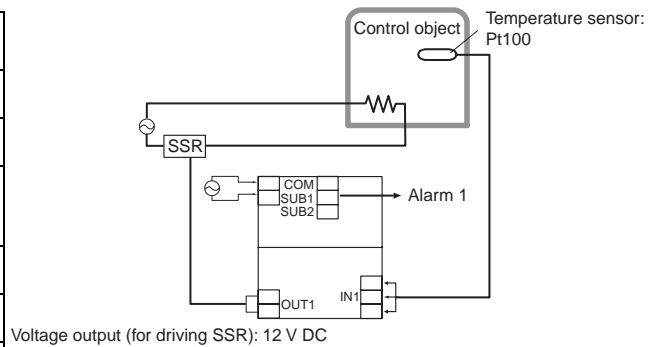 Temperature sensor:
Pt100
Control object
SSR
COM
SUB1
SUB2
Alarm 1
OUT1
IN1
Voltage output (for driving SSR): 12 V DC